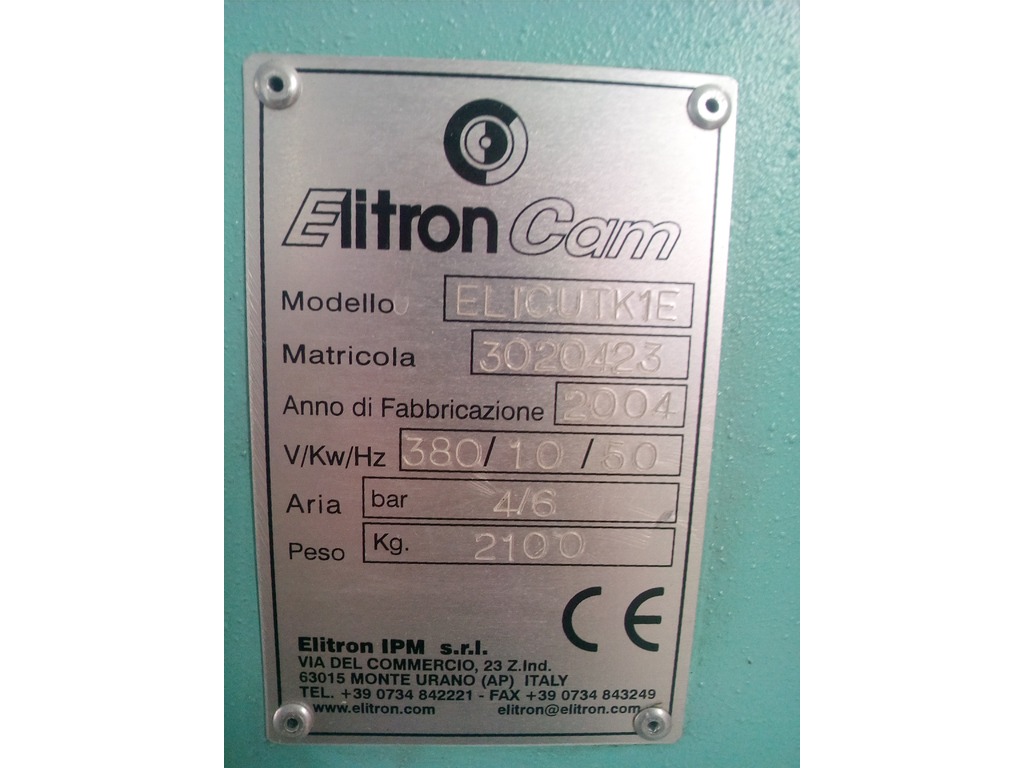 Elitron Cam
Modello ELICUTK1E
Matricola 3020423
Anno di Fabbricazione 2004
V/Kw/Hz 380/10/50
Aria bar 4/6
Peso Kg. 2100
CE
Elitron IPM s.r.l.
VIA DEL COMMERCIO, 23 Z.Ind.
63015 MONTE URANO (AP) ITALY
TEL. +39 0734 842221 - FAX +39 0734 843249
www.elitron.com elitron@elitron.com